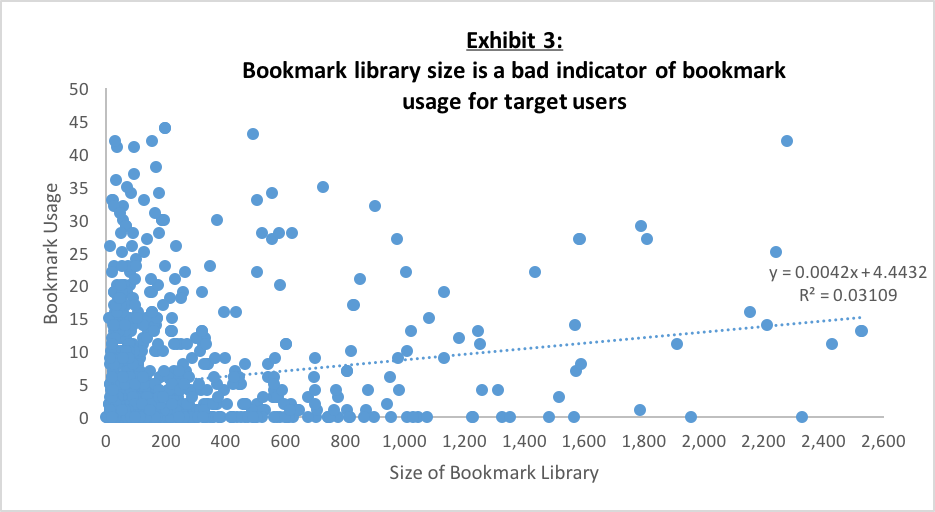 Exhibit 3:
Bookmark library size is a bad indicator of bookmark
usage for target users
50
45
40
35
30
25
20
15
10
5
0
Bookmark Usage
y = 0.0042x + 4.4432
R² = 0.03109
0 200 400 600 800 1,000 1,200 1,400 1,600 1,800 2,000 2,200 2,400 2,600
Size of Bookmark Library